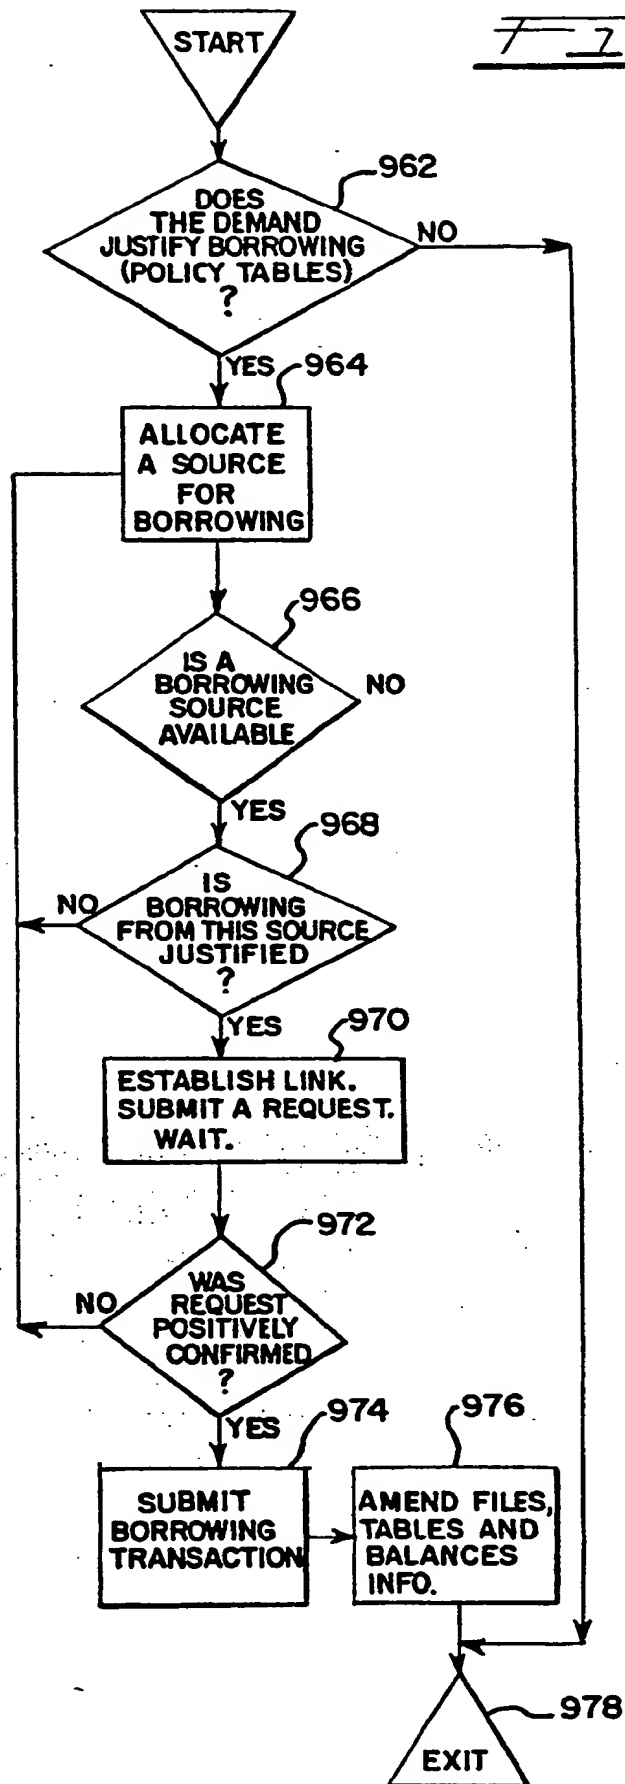 START
962
DOES
THE DEMAND
JUSTIFY BORROWING
(POLICY TABLES)
?
NO
YES
964
ALLOCATE
A SOURCE
FOR
BORROWING
966
IS A
BORROWING
SOURCE
AVAILABLE
NO
YES
968
IS
BORROWING
FROM THIS SOURCE
JUSTIFIED
?
NO
YES
970
ESTABLISH LINK.
SUBMIT A REQUEST.
WAIT.
972
WAS
REQUEST
POSITIVELY
CONFIRMED
?
NO
YES
974
SUBMIT
BORROWING
TRANSACTION
976
AMEND FILES,
TABLES AND
BALANCES
INFO.
978
EXIT